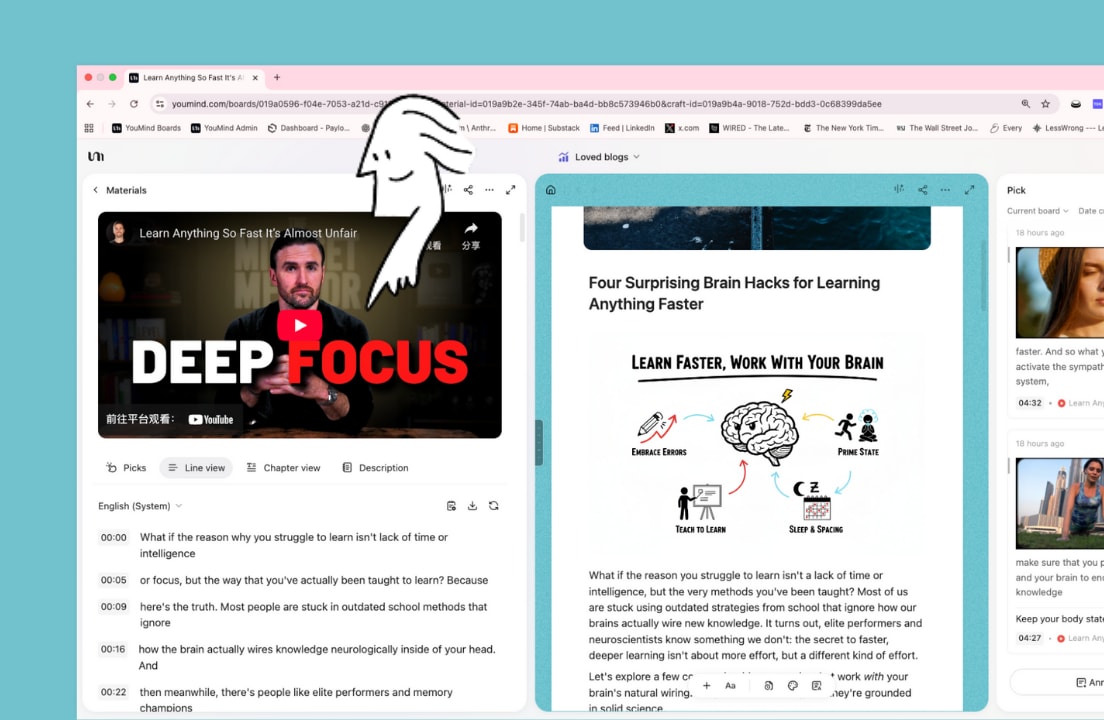 Learn Anything So Fast It's A
youmind.com/boards/019a0596-f04e-7053-a21d-c9
terial-id=019a9b2e-345f-74ab-ba4d-bb8c573946b0&craft-id=019a9b4a-9018-752d-bdd3-0c68399da5ee
YouMind Boards
YouMind Admin
Dashboard - Paylo...
\ Anthr...
Home | Substack
Feed | LinkedIn
x.com
WIRED - The Late...
The New York Tim...
The Wall Street Jo...
Every
LessWrong
Loved blogs
Materials
Learn Anything So Fast It's Almost Unfair
观看
分享
DEEP FOCUS
前往平台观看：
YouTube
Picks
Line view
Chapter view
Description
English (System)
00:00 What if the reason why you struggle to learn isn't lack of time or
intelligence
00:05 or focus, but the way that you've actually been taught to learn? Because
00:09 here's the truth. Most people are stuck in outdated school methods that
ignore
00:16 how the brain actually wires knowledge neurologically inside of your head.
And
00:22 then meanwhile, there's people like elite performers and memory
champions
Four Surprising Brain Hacks for Learning
Anything Faster
LEARN FASTER, WORK WITH YOUR BRAIN
EMBRACE ERRORS
PRIME STATE
TEACH TO LEARN
SLEEP & SPACING
What if the reason you struggle to learn isn't a lack of time or
intelligence, but the very methods you've been taught? Most of us
are stuck using outdated strategies from school that ignore how our
brains actually wire new knowledge. It turns out, elite performers and
neuroscientists know something we don't: the secret to faster,
deeper learning isn't about more effort, but a different kind of effort.
Let's explore a few work with your
brain's natural wiring. they're grounded
in solid science.
Aa
Pick
Current board
Date
18 hours ago
faster. And so what
activate the sympath
system,
04:32
Learn
18 hours ago
make sure that you
and your brain to
knowledge
Keep your body
04:27
Learn